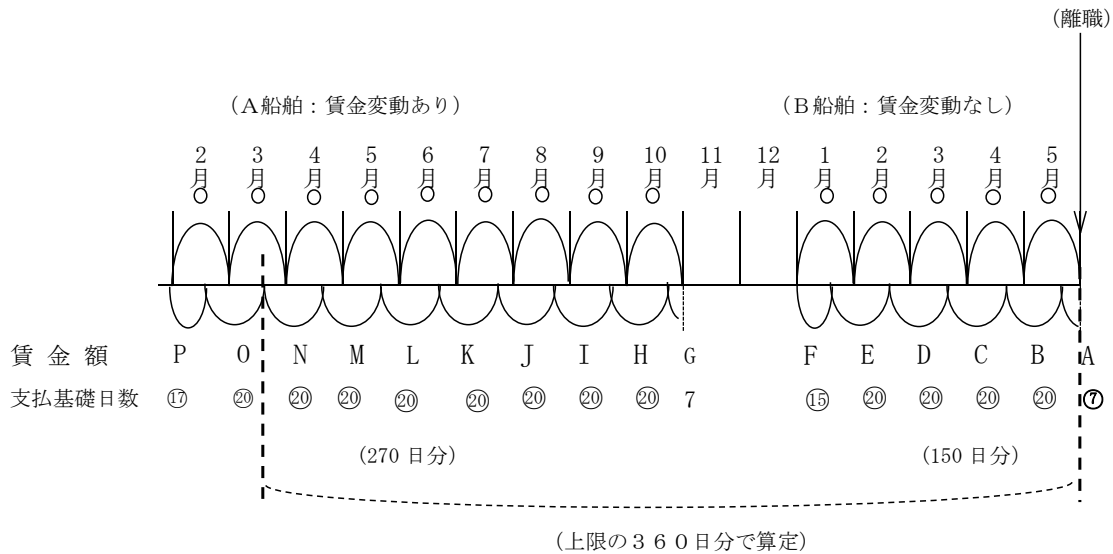 (離職)
(A船舶：賃金変動あり) (B船舶：賃金変動なし)
2月 3月 4月 5月 6月 7月 8月 9月 10月 11月 12月 1月 2月 3月 4月 5月
賃金額 P O N M L K J I H G F E D C B A
支払基礎日数 ⑰ ⑳ ⑳ ⑳ ⑳ ⑳ ⑳ ⑳ ⑳ 7 ⑮ ⑳ ⑳ ⑳ ⑳ ⑦
(270日分) (150日分)
(上限の３６０日分で算定)